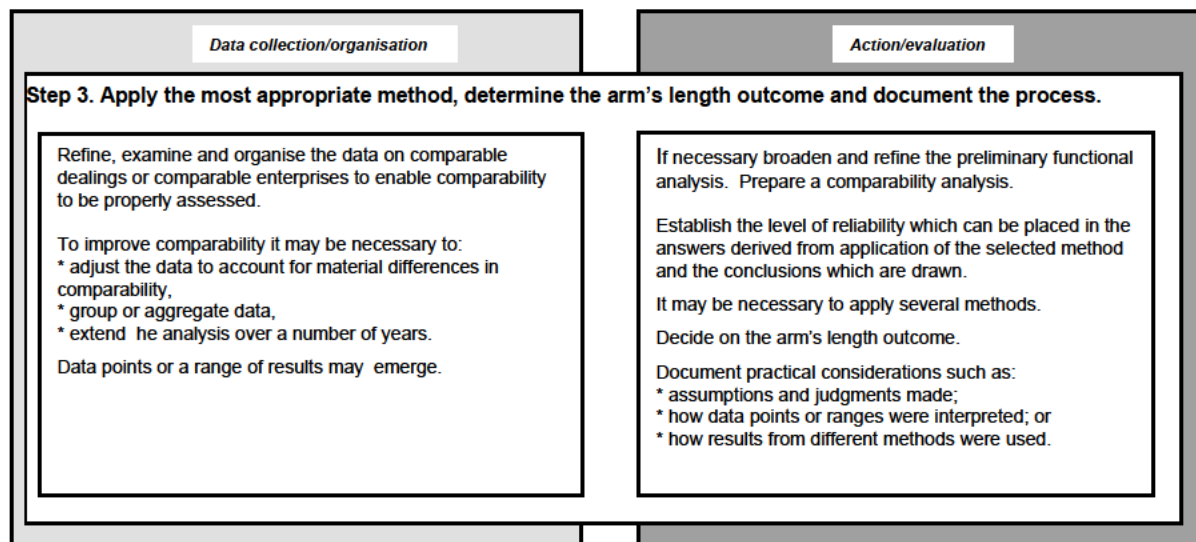 Data collection/organisation
Action/evaluation
Step 3. Apply the most appropriate method, determine the arm's length outcome and document the process.
Refine, examine and organise the data on comparable
dealings or comparable enterprises to enable comparability
to be properly assessed.
To improve comparability it may be necessary to:
* adjust the data to account for material differences in
comparability,
* group or aggregate data,
* extend he analysis over a number of years.
Data points or a range of results may emerge.
If necessary broaden and refine the preliminary functional
analysis. Prepare a comparability analysis.
Establish the level of reliability which can be placed in the
answers derived from application of the selected method
and the conclusions which are drawn.
It may be necessary to apply several methods.
Decide on the arm's length outcome.
Document practical considerations such as:
* assumptions and judgments made;
* how data points or ranges were interpreted; or
* how results from different methods were used.